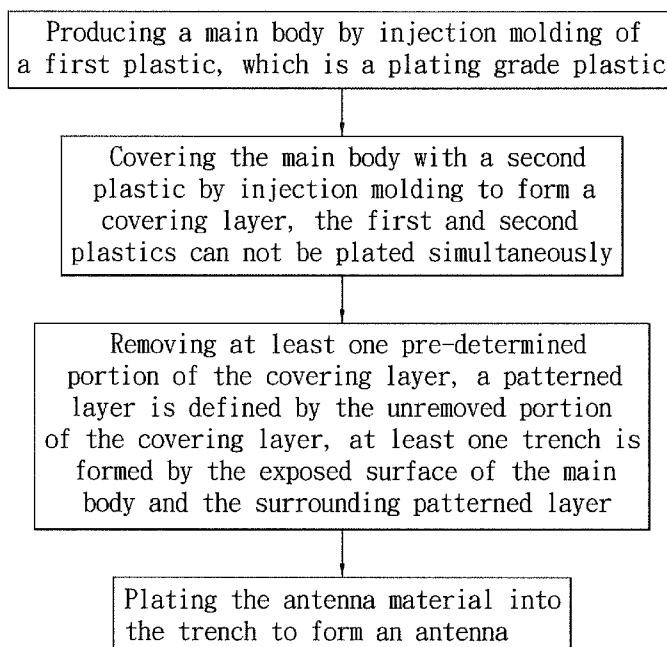 Producing a main body by injection molding of
a first plastic, which is a plating grade plastic
Covering the main body with a second
plastic by injection molding to form a
covering layer, the first and second
plastics can not be plated simultaneously
Removing at least one pre-determined
portion of the covering layer, a patterned
layer is defined by the unremoved portion
of the covering layer, at least one trench is
formed by the exposed surface of the main
body and the surrounding patterned layer
Plating the antenna material into
the trench to form an antenna